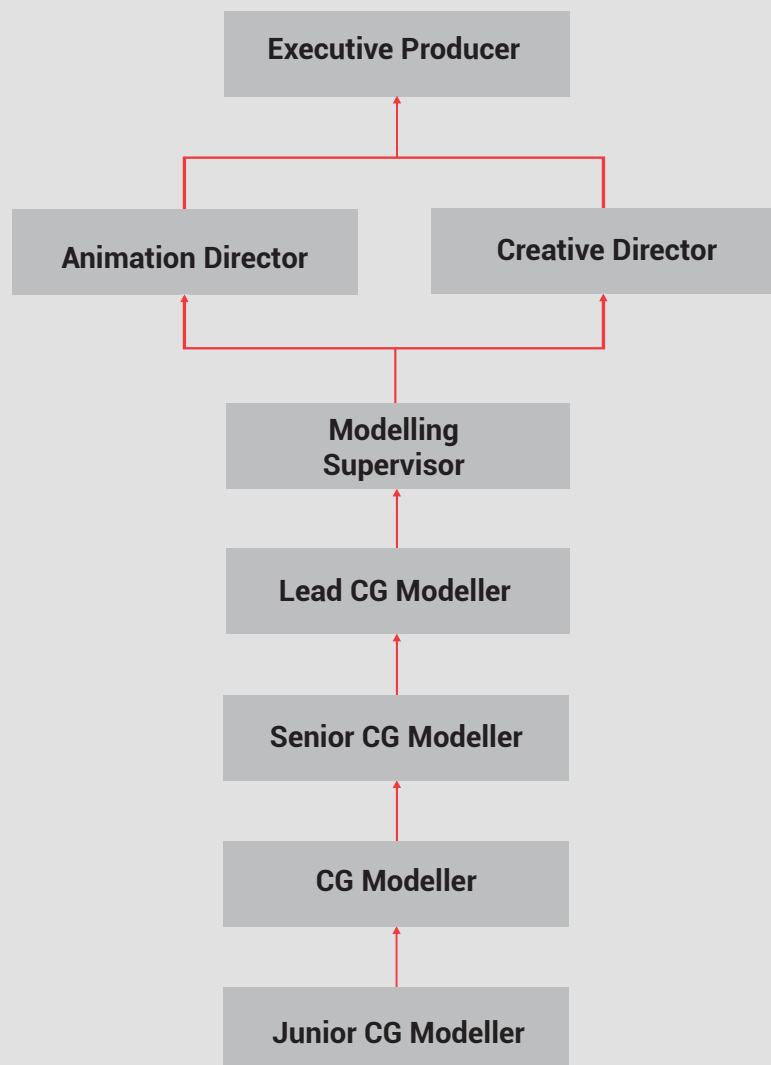 Executive Producer
Animation Director
Creative Director
Modelling
Supervisor
Lead CG Modeller
Senior CG Modeller
CG Modeller
Junior CG Modeller